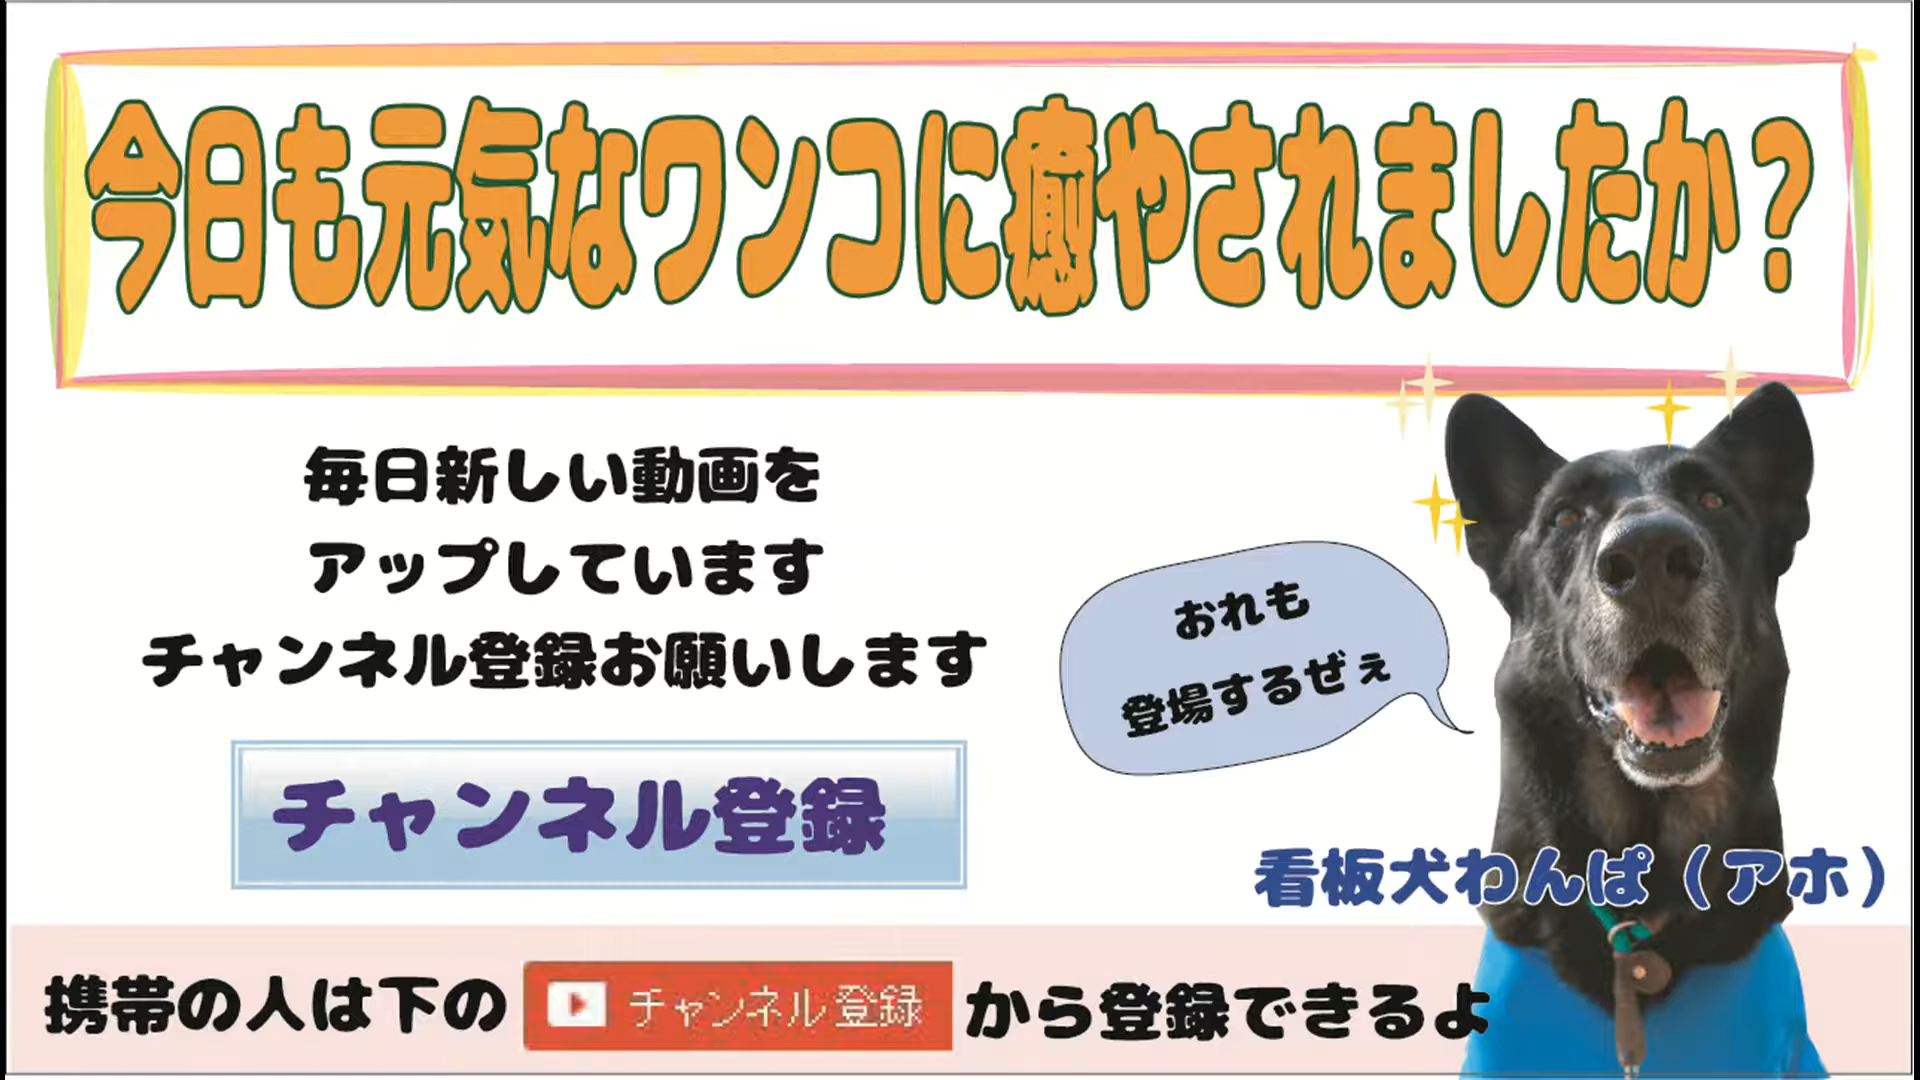 今日も元気なワンコに癒やされましたか？
毎日新しい動画を
アップしています
チャンネル登録お願いします
チャンネル登録
おれも
登場するぜぇ
看板犬わんぱ（アホ）
携帯の人は下の チャンネル登録 から登録できるよ